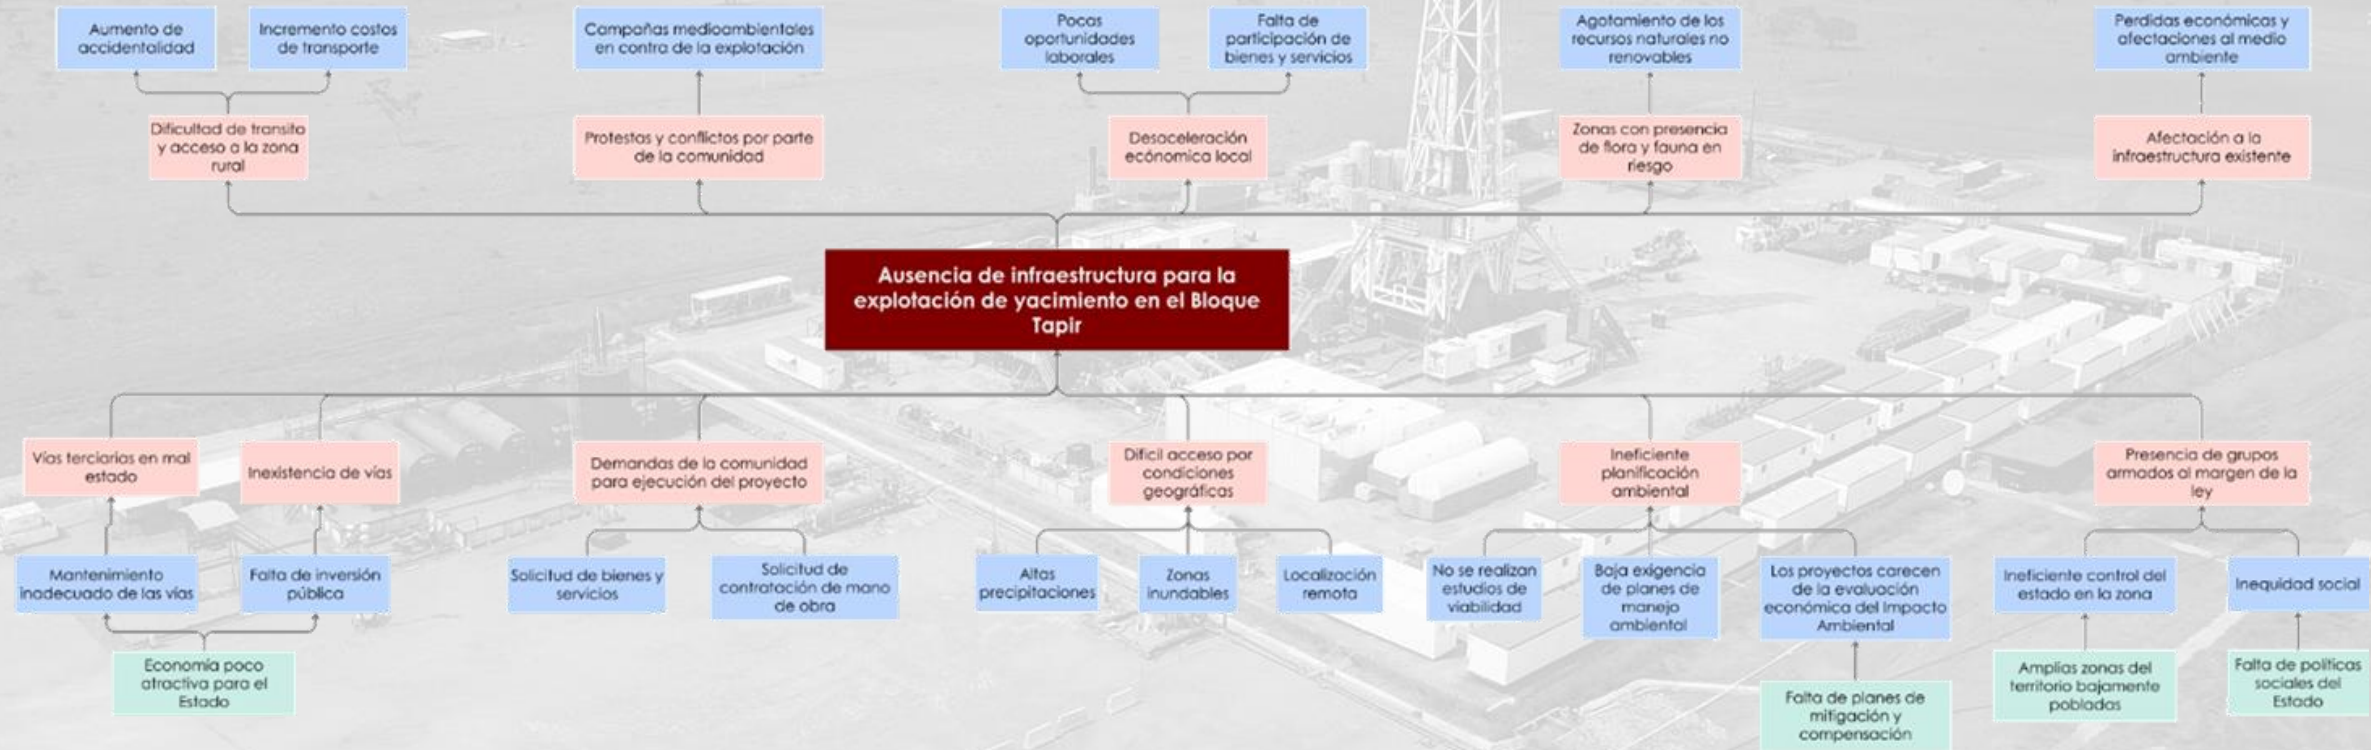 Aumento de
accidentalidad
Incremento costos
de transporte
Campañas medioambientales
en contra de la explotación
Pocas
oportunidades
laborales
Falta de
participación de
bienes y servicios
Agotamiento de los
recursos naturales no
renovables
Perdidas económicas y
afectaciones al medio
ambiente
Dificultad de transito
y acceso a la zona
rural
Protestas y conflictos por parte
de la comunidad
Desaceleración
ecónomica local
Zonas con presencia
de flora y fauna en
riesgo
Afectación a la
infraestructura existente
Ausencia de infraestructura para la
explotación de yacimiento en el Bloque
Tapir
Vías terciarias en mal
estado
Inexistencia de vías
Demandas de la comunidad
para ejecución del proyecto
Dificil acceso por
condiciones
geográficas
Ineficiente
planificación
ambiental
Presencia de grupos
armados al margen de la
ley
Mantenimiento
inadecuado de las vías
Falta de inversión
pública
Solicitud de bienes y
servicios
Solicitud de
contratación de mano
de obra
Altas
precipitaciones
Zonas
inundables
Localización
remota
No se realizan
estudios de
viabilidad
Baja exigencia
de planes de
manejo
ambiental
Los proyectos carecen
de la evaluación
económica del Impacto
Ambiental
Ineficiente control del
estado en la zona
Inequidad social
Economía poco
atractiva para el
Estado
Falta de planes de
mitigación y
compensación
Amplias zonas del
territorio bajamente
pobladas
Falta de políticas
sociales del
Estado